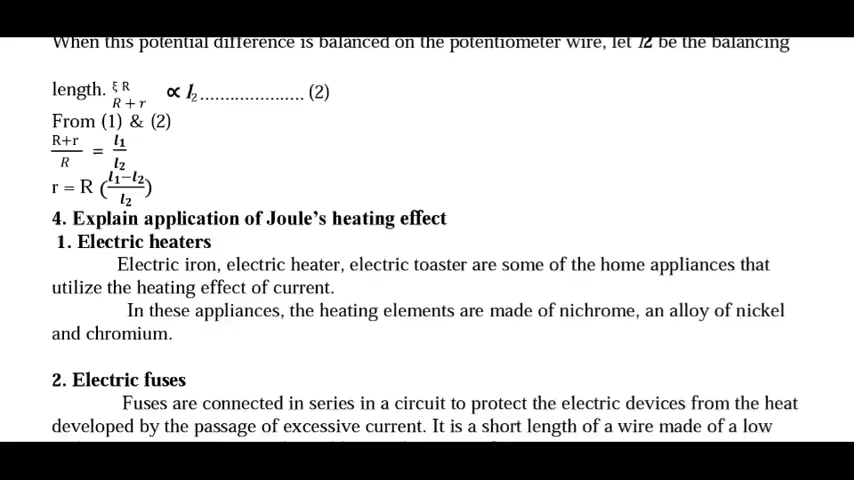 When this potential difference is balanced on the potentiometer wire, let l2 be the balancing
length. ξ R / R + r ∝ l₂..................... (2)
From (1) & (2)
R+r / R = l₁ / l₂
r = R (l₁−l₂ / l₂)
4. Explain application of Joule’s heating effect
1. Electric heaters
Electric iron, electric heater, electric toaster are some of the home appliances that
utilize the heating effect of current.
In these appliances, the heating elements are made of nichrome, an alloy of nickel
and chromium.
2. Electric fuses
Fuses are connected in series in a circuit to protect the electric devices from the heat
developed by the passage of excessive current. It is a short length of a wire made of a low